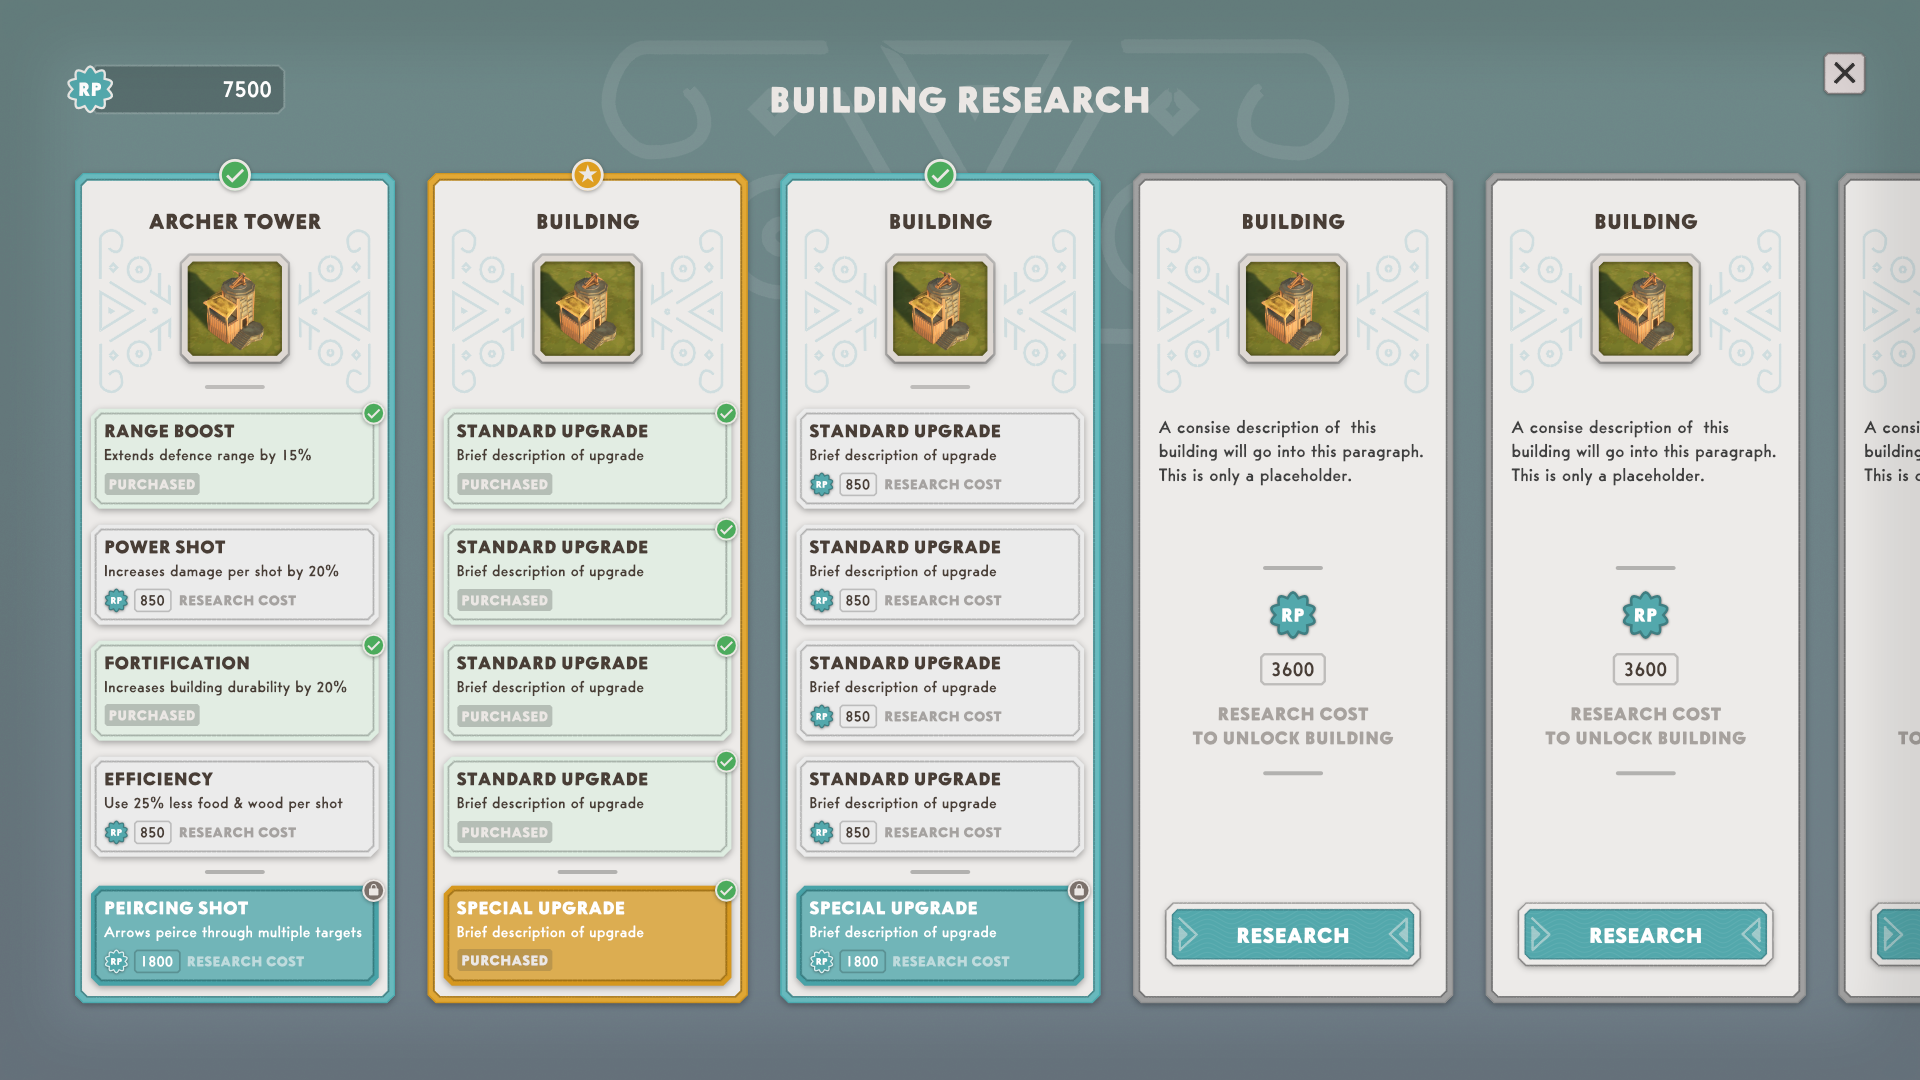 RP 7500
BUILDING RESEARCH
ARCHER TOWER
RANGE BOOST
Extends defence range by 15%
PURCHASED
POWER SHOT
Increases damage per shot by 20%
RP 850 RESEARCH COST
FORTIFICATION
Increases building durability by 20%
PURCHASED
EFFICIENCY
Use 25% less food & wood per shot
RP 850 RESEARCH COST
PEIRCING SHOT
Arrows peirce through multiple targets
RP 1800 RESEARCH COST
BUILDING
STANDARD UPGRADE
Brief description of upgrade
PURCHASED
STANDARD UPGRADE
Brief description of upgrade
PURCHASED
STANDARD UPGRADE
Brief description of upgrade
PURCHASED
STANDARD UPGRADE
Brief description of upgrade
PURCHASED
SPECIAL UPGRADE
Brief description of upgrade
PURCHASED
BUILDING
STANDARD UPGRADE
Brief description of upgrade
RP 850 RESEARCH COST
STANDARD UPGRADE
Brief description of upgrade
RP 850 RESEARCH COST
STANDARD UPGRADE
Brief description of upgrade
RP 850 RESEARCH COST
STANDARD UPGRADE
Brief description of upgrade
RP 850 RESEARCH COST
SPECIAL UPGRADE
Brief description of upgrade
RP 1800 RESEARCH COST
BUILDING
A consise description of this
building will go into this paragraph.
This is only a placeholder.
RP
3600
RESEARCH COST
TO UNLOCK BUILDING
RESEARCH
BUILDING
A consise description of this
building will go into this paragraph.
This is only a placeholder.
RP
3600
RESEARCH COST
TO UNLOCK BUILDING
RESEARCH
A consi
building
This is
TO